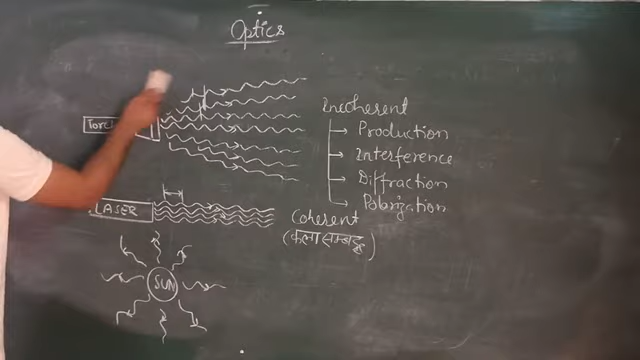 Optics
Torch
Incoherent
Production
Interference
Diffraction
Polarization
LASER
Coherent
(कला सम्बद्ध)
SUN